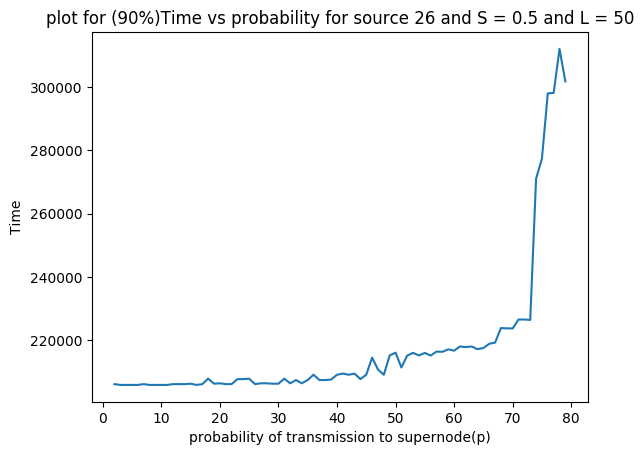 plot for (90%)Time vs probability for source 26 and S = 0.5 and L = 50
300000
280000
260000
240000
220000
Time
0 10 20 30 40 50 60 70 80
probability of transmission to supernode(p)